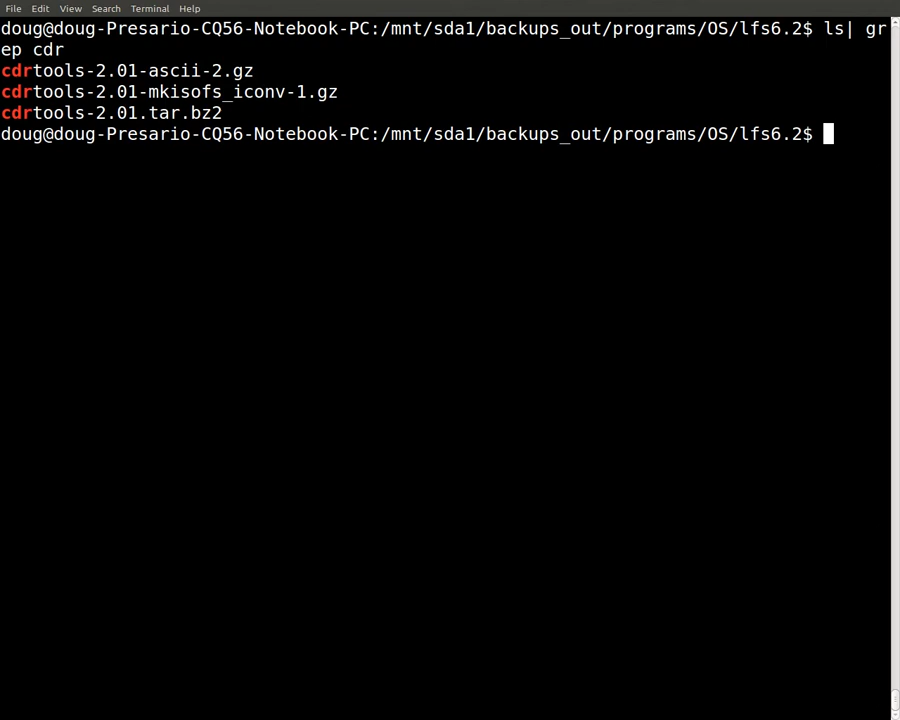 File Edit View Search Terminal Help
doug@doug-Presario-CQ56-Notebook-PC:/mnt/sda1/backups_out/programs/OS/lfs6.2$ ls| gr
ep cdr
cdrtools-2.01-ascii-2.gz
cdrtools-2.01-mkisofs_iconv-1.gz
cdrtools-2.01.tar.bz2
doug@doug-Presario-CQ56-Notebook-PC:/mnt/sda1/backups_out/programs/OS/lfs6.2$